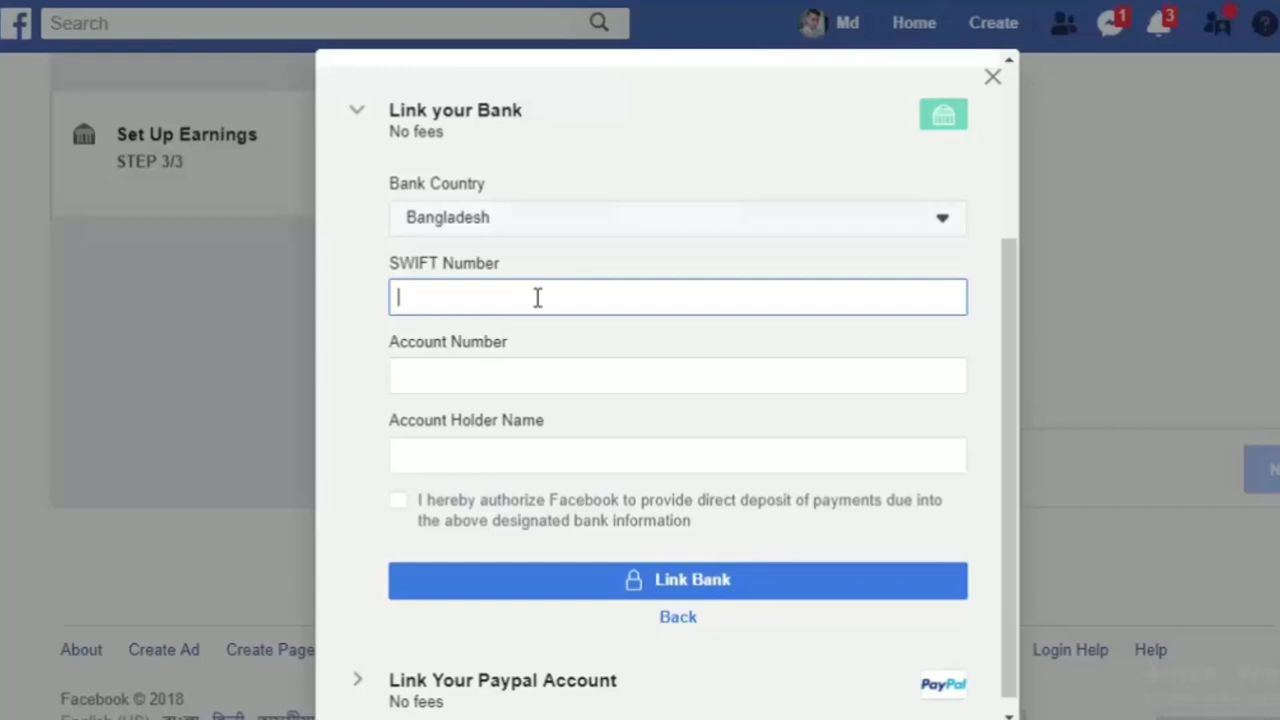 Search
Md
Home
Create
1
3
Link your Bank
No fees
Set Up Earnings
STEP 3/3
Bank Country
Bangladesh
SWIFT Number
Account Number
Account Holder Name
I hereby authorize Facebook to provide direct deposit of payments due into
the above designated bank information
Link Bank
Back
About
Create Ad
Create Page
Login Help
Help
Link Your Paypal Account
No fees
PayPal
Facebook © 2018